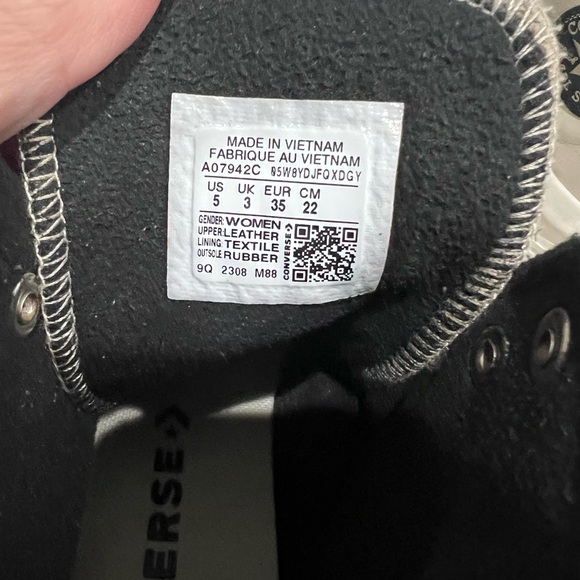 MADE IN VIETNAM
FABRIQUE AU VIETNAM
A07942C 05W8YDJFQXDGY
US UK EUR CM
5 3 35 22
GENDER: WOMEN
UPPER: LEATHER
LINING: TEXTILE
OUTSOLE: RUBBER
9Q 2308 M88
CONVERSE
ERSE